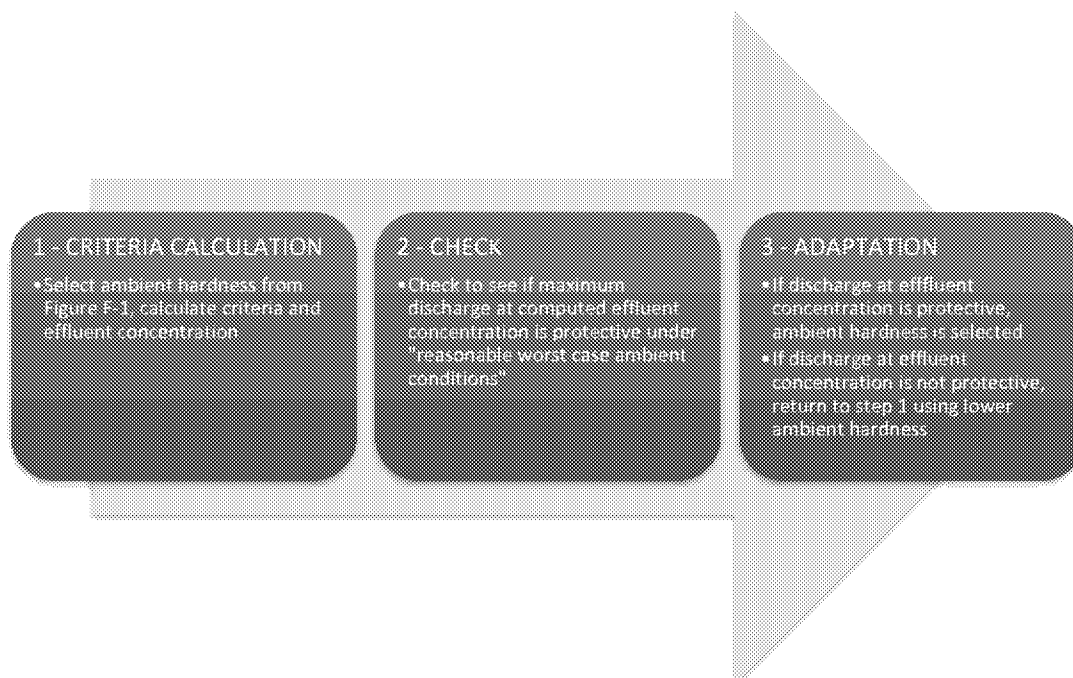 1 - CRITERIA CALCULATION
•Select ambient hardness from
Figure F-1, calculate criteria and
effluent concentration
2 - CHECK
•Check to see if maximum
discharge at computed effluent
concentration is protective under
"reasonable worst case ambient
conditions"
3 - ADAPTATION
•If discharge at efffluent
concentration is protective,
ambient hardness is selected
•If discharge at effluent
concentration is not protective,
return to step 1 using lower
ambient hardness